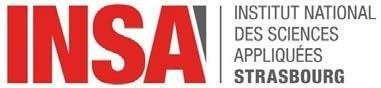 INSA
INSTITUT NATIONAL
DES SCIENCES
APPLIQUÉES
STRASBOURG